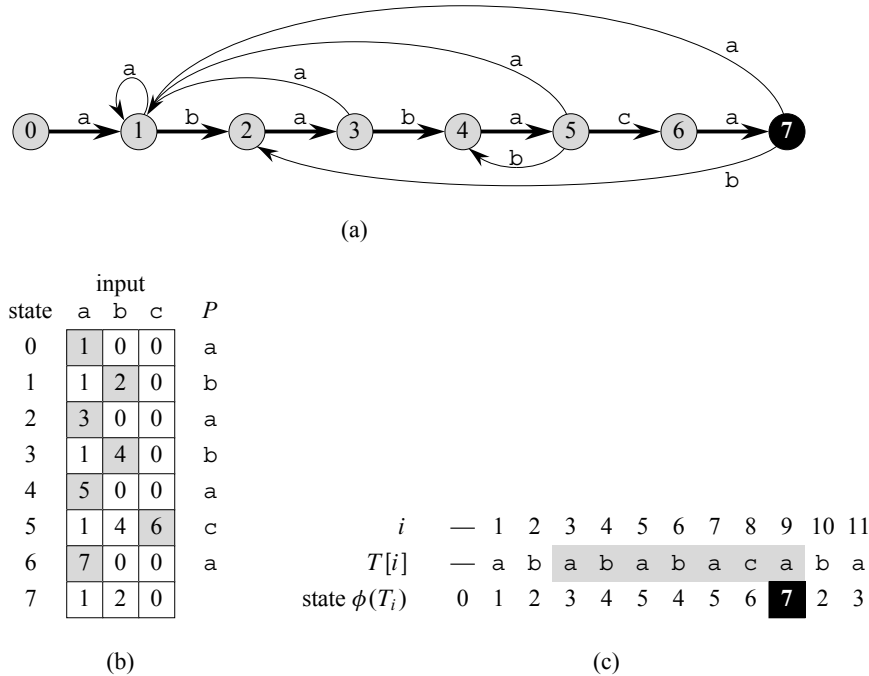 a
a
a
a
a
0 a 1 b 2 a 3 b 4 a 5 c 6 a 7
b
b
(a)
input
state a b c P
0 1 0 0 a
1 1 2 0 b
2 3 0 0 a
3 1 4 0 b
4 5 0 0 a
5 1 4 6 c
6 7 0 0 a
7 1 2 0
(b)
i — 1 2 3 4 5 6 7 8 9 10 11
T[i] — a b a b a b a c a b a
state ϕ(Tᵢ) 0 1 2 3 4 5 4 5 6 7 2 3
(c)